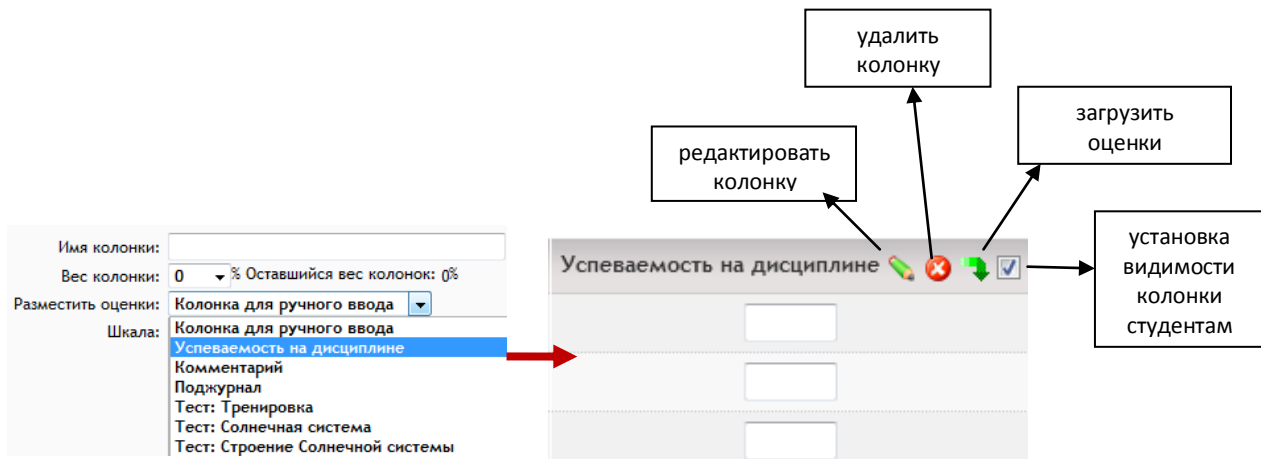 удалить
колонку
загрузить
оценки
редактировать
колонку
установка
видимости
колонки
студентам
Имя колонки:
Вес колонки: 0 % Оставшийся вес колонок: 0%
Разместить оценки: Колонка для ручного ввода
Шкала: Колонка для ручного ввода
Успеваемость на дисциплине
Комментарий
Поджурнал
Тест: Тренировка
Тест: Солнечная система
Тест: Строение Солнечной системы
Успеваемость на дисциплине